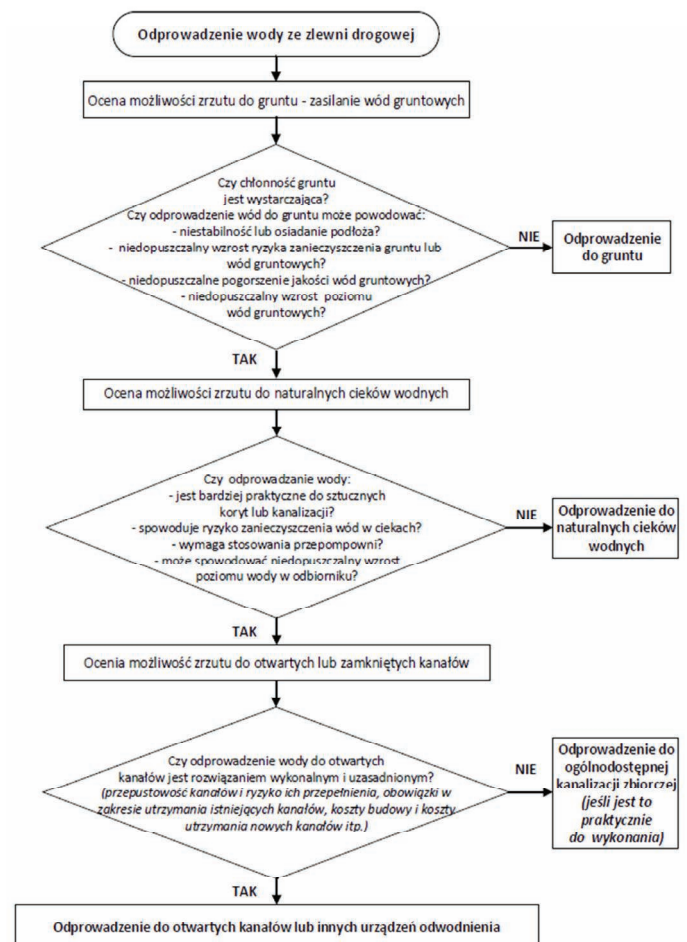 Odprowadzenie wody ze zlewni drogowej
Ocena możliwości zrzutu do gruntu - zasilanie wód gruntowych
Czy chłonność gruntu
jest wystarczająca?
Czy odprowadzenie wód do gruntu może powodować:
- niestabilność lub osiadanie podłoża?
- niedopuszczalny wzrost ryzyka zanieczyszczenia gruntu lub
wód gruntowych?
- niedopuszczalne pogorszenie jakości wód gruntowych?
- niedopuszczalny wzrost poziomu
wód gruntowych?
NIE
Odprowadzenie
do gruntu
TAK
Ocena możliwości zrzutu do naturalnych cieków wodnych
Czy odprowadzanie wody:
- jest bardziej praktyczne do sztucznych
koryt lub kanalizacji?
- spowoduje ryzyko zanieczyszczenia wód w ciekach?
- wymaga stosowania przepompowni?
- może spowodować niedopuszczalny wzrost
poziomu wody w odbiorniku?
NIE
Odprowadzenie do
naturalnych cieków
wodnych
TAK
Ocenia możliwość zrzutu do otwartych lub zamkniętych kanałów
Czy odprowadzenie wody do otwartych
kanałów jest rozwiązaniem wykonalnym i uzasadnionym?
(przepustowość kanałów i ryzyko ich przepełnienia, obowiązki w
zakresie utrzymania istniejących kanałów, koszty budowy i koszty
utrzymania nowych kanałów itp.)
NIE
Odprowadzenie do
ogólnodostępnej
kanalizacji zbiorczej
(jeśli jest to
praktycznie
do wykonania)
TAK
Odprowadzenie do otwartych kanałów lub innych urządzeń odwodnienia